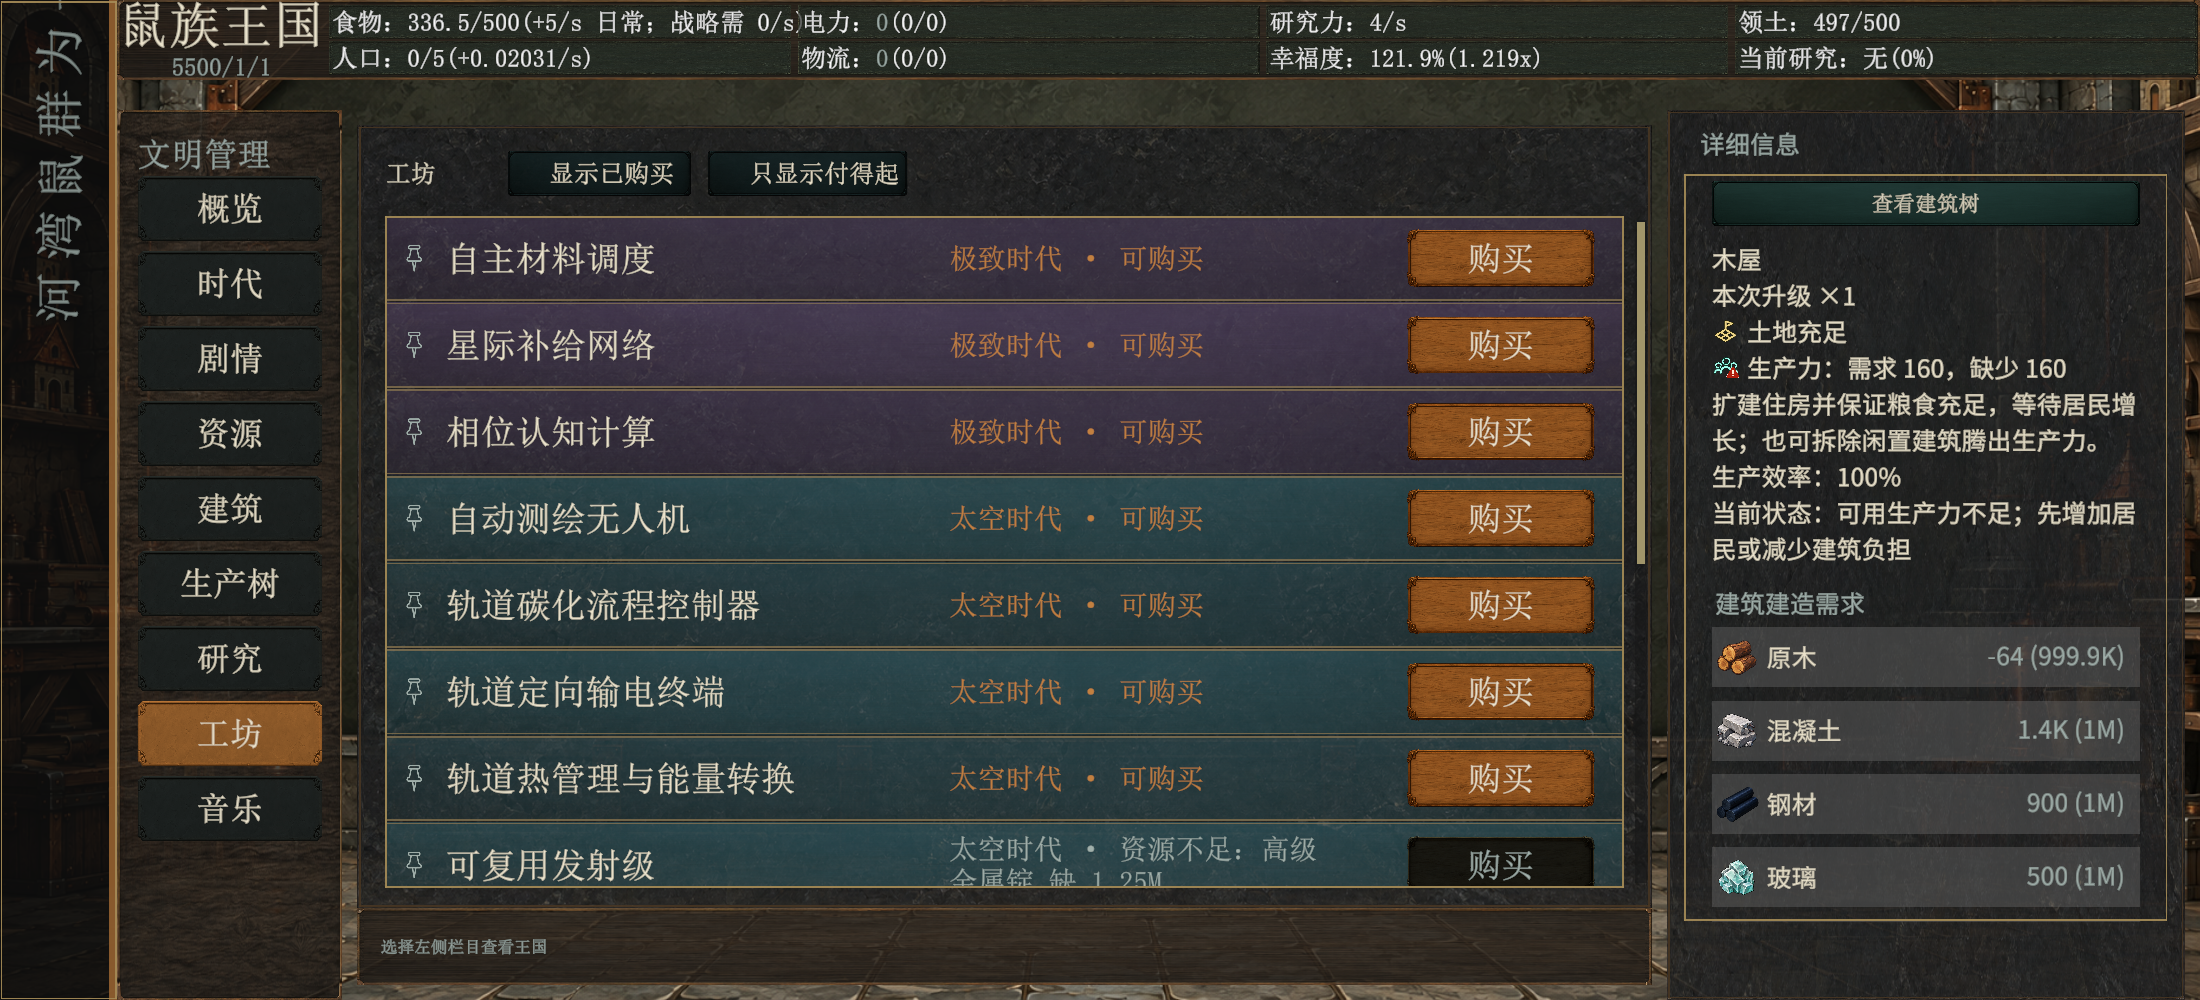 河湾鼠群为
鼠族王国
5500/1/1
食物：336.5/500(+5/s 日常；战略需 0/s)
人口：0/5(+0.02031/s)
电力：0(0/0)
物流：0(0/0)
研究力：4/s
幸福度：121.9%(1.219x)
领土：497/500
当前研究：无(0%)
文明管理
概览
时代
剧情
资源
建筑
生产树
研究
工坊
音乐
工坊
显示已购买
只显示付得起
自主材料调度 极致时代 • 可购买 购买
星际补给网络 极致时代 • 可购买 购买
相位认知计算 极致时代 • 可购买 购买
自动测绘无人机 太空时代 • 可购买 购买
轨道碳化流程控制器 太空时代 • 可购买 购买
轨道定向输电终端 太空时代 • 可购买 购买
轨道热管理与能量转换 太空时代 • 可购买 购买
可复用发射级 太空时代 • 资源不足：高级
金属锭 缺 1.25M
购买
选择左侧栏目查看王国
详细信息
查看建筑树
木屋
本次升级 ×1
土地充足
生产力：需求 160，缺少 160
扩建住房并保证粮食充足，等待居民增
长；也可拆除闲置建筑腾出生产力。
生产效率：100%
当前状态：可用生产力不足；先增加居
民或减少建筑负担
建筑建造需求
原木 -64 (999.9K)
混凝土 1.4K (1M)
钢材 900 (1M)
玻璃 500 (1M)